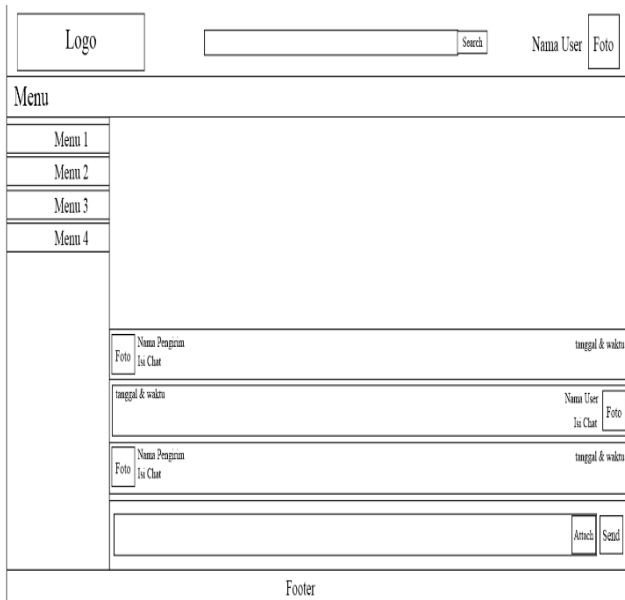 Logo
Search
Nama User
Foto
Menu
Menu 1
Menu 2
Menu 3
Menu 4
Foto
Nama Pengirim
Isi Chat
tanggal & waktu
tanggal & waktu
Nama User
Isi Chat
Foto
Foto
Nama Pengirim
Isi Chat
tanggal & waktu
Attach
Send
Footer